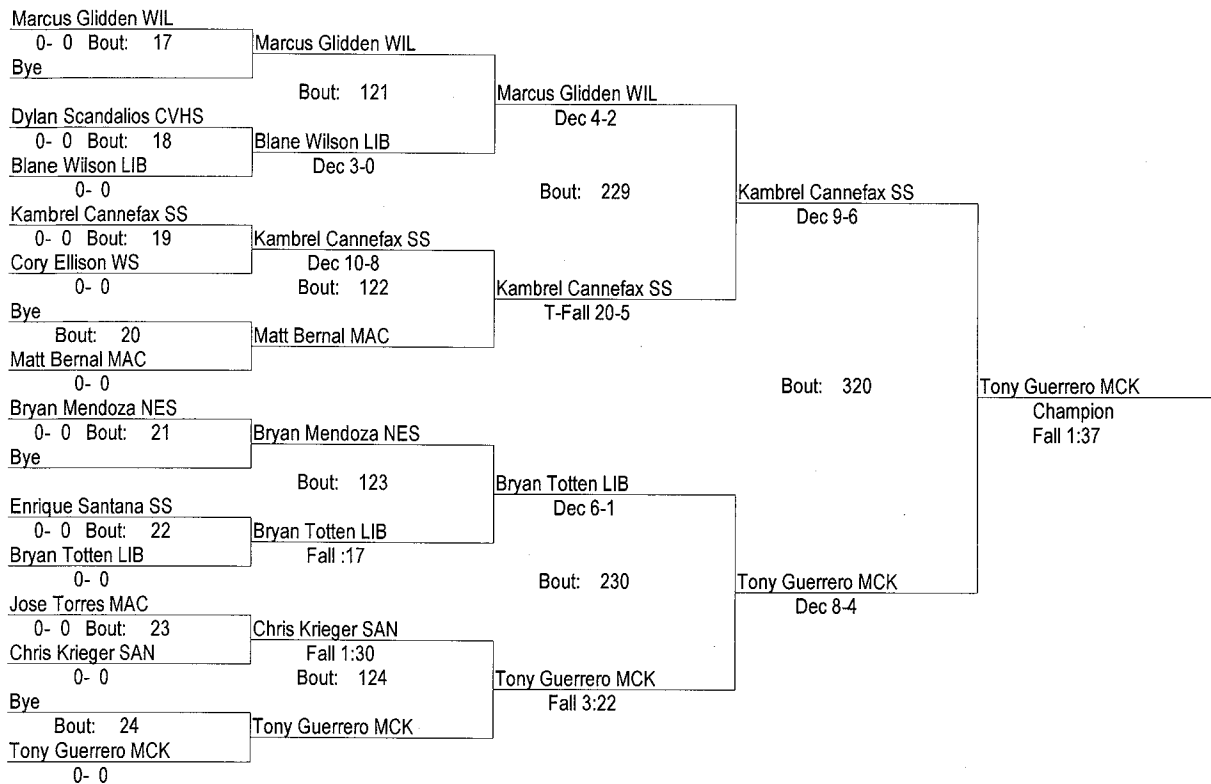 Marcus Glidden WIL
0- 0 Bout: 17
Bye
Dylan Scandalios CVHS
0- 0 Bout: 18
Blane Wilson LIB
0- 0
Kambrel Cannefax SS
0- 0 Bout: 19
Cory Ellison WS
0- 0
Bye
Bout: 20
Matt Bernal MAC
0- 0
Bryan Mendoza NES
0- 0 Bout: 21
Bye
Enrique Santana SS
0- 0 Bout: 22
Bryan Totten LIB
0- 0
Jose Torres MAC
0- 0 Bout: 23
Chris Krieger SAN
0- 0
Bye
Bout: 24
Tony Guerrero MCK
0- 0
Marcus Glidden WIL
Bout: 121
Blane Wilson LIB
Dec 3-0
Kambrel Cannefax SS
Dec 10-8
Bout: 122
Matt Bernal MAC
Bryan Mendoza NES
Bout: 123
Bryan Totten LIB
Fall :17
Chris Krieger SAN
Fall 1:30
Bout: 124
Tony Guerrero MCK
Marcus Glidden WIL
Dec 4-2
Bout: 229
Kambrel Cannefax SS
T-Fall 20-5
Bryan Totten LIB
Dec 6-1
Bout: 230
Tony Guerrero MCK
Fall 3:22
Kambrel Cannefax SS
Dec 9-6
Bout: 320
Tony Guerrero MCK
Dec 8-4
Tony Guerrero MCK
Champion
Fall 1:37